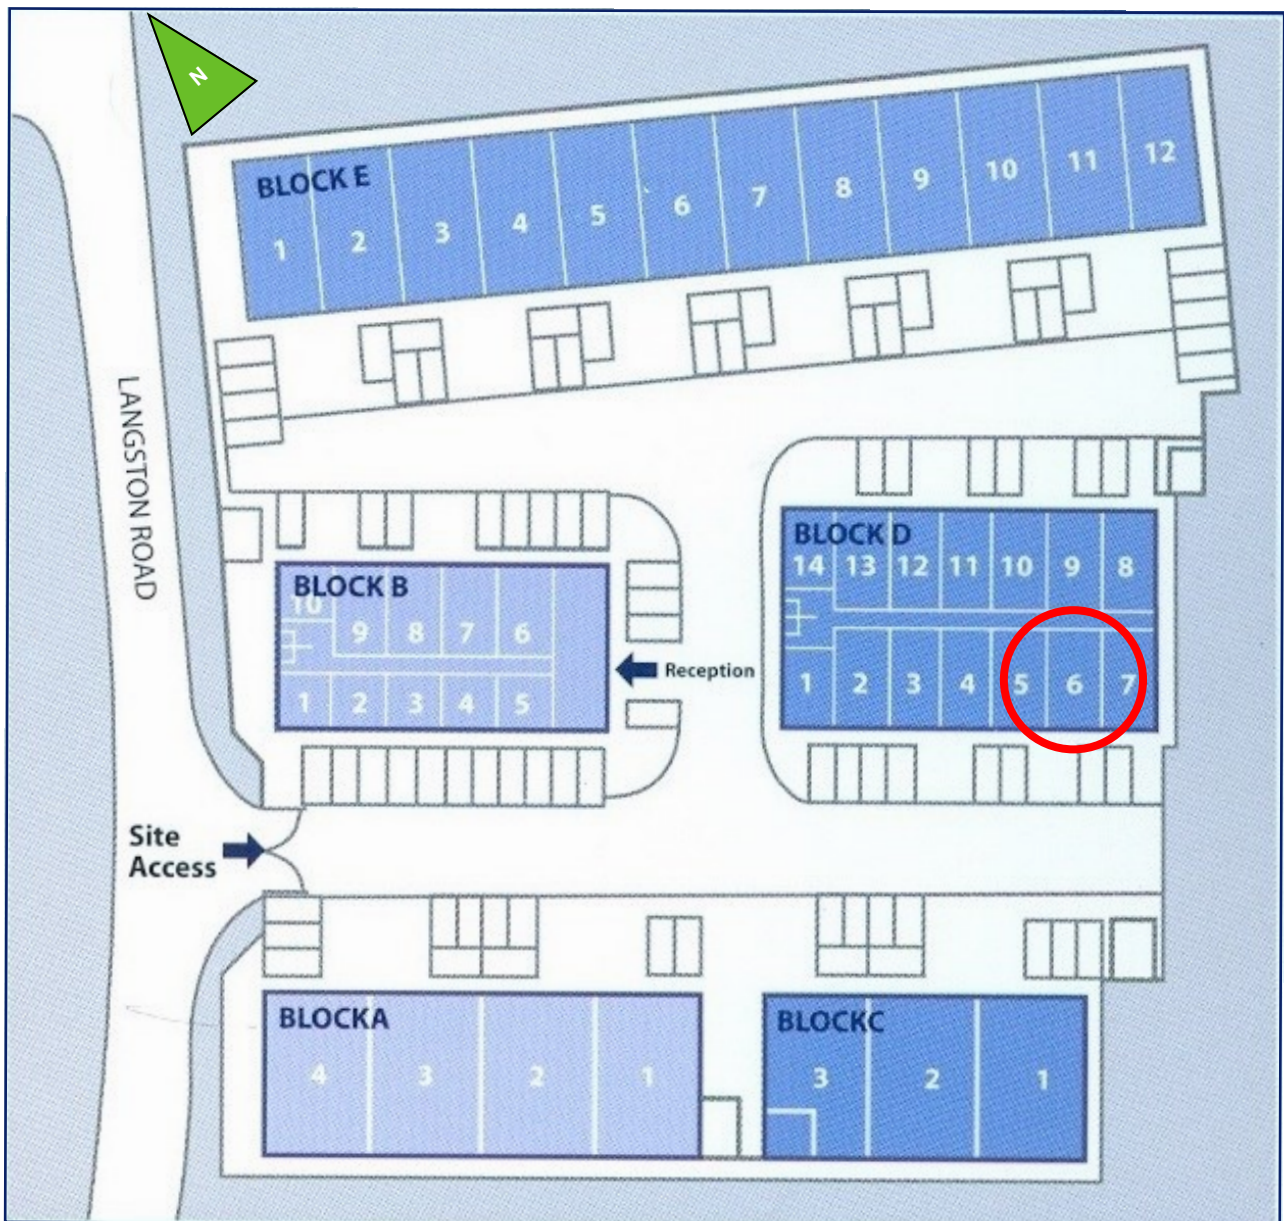 N
BLOCK E
1 2 3 4 5 6 7 8 9 10 11 12
LANGSTON ROAD
BLOCK D
14 13 12 11 10 9 8
1 2 3 4 5 6 7
BLOCK B
10
9 8 7 6
1 2 3 4 5
Reception
Site
Access
BLOCKA
4 3 2 1
BLOCKC
3 2 1